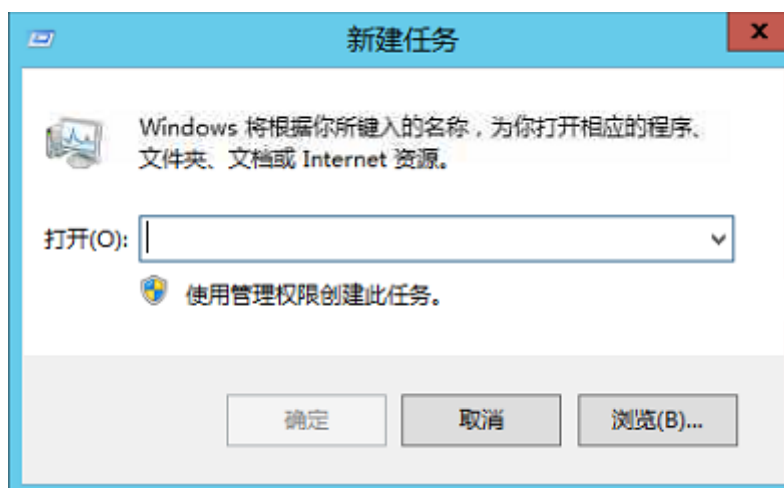 新建任务
x
Windows 将根据你所键入的名称，为你打开相应的程序、
文件夹、文档或 Internet 资源。
打开(O):
使用管理权限创建此任务。
确定
取消
浏览(B)...